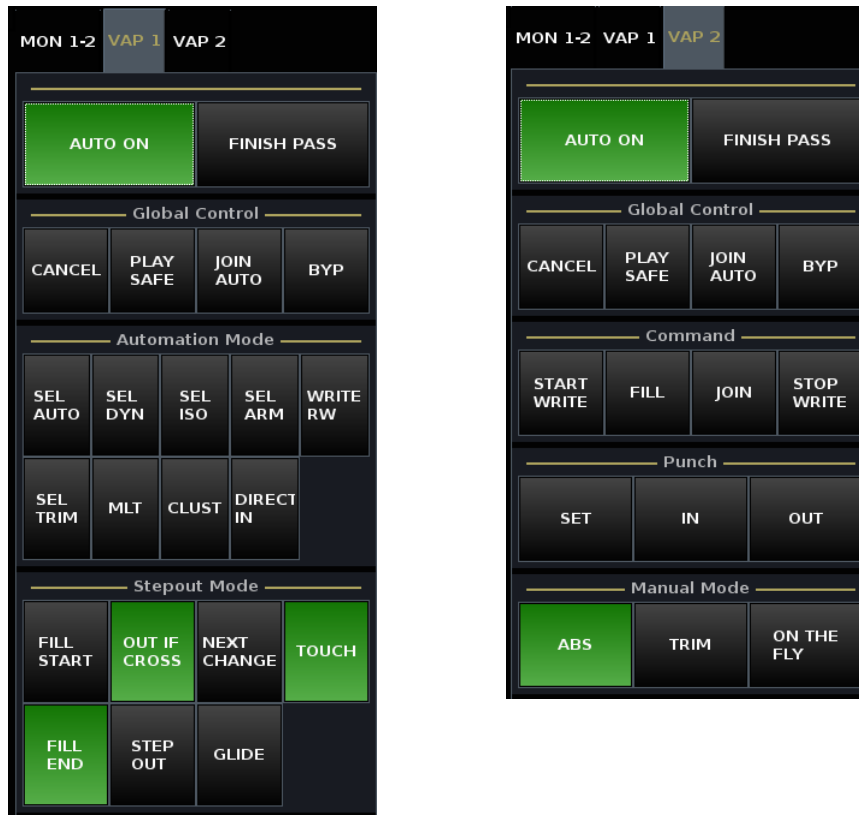 MON 1-2 VAP 1 VAP 2
AUTO ON FINISH PASS
Global Control
CANCEL PLAY SAFE JOIN AUTO BYP
Automation Mode
SEL AUTO SEL DYN SEL ISO SEL ARM WRITE RW
SEL TRIM MLT CLUST DIRECT IN
Stepout Mode
FILL START OUT IF CROSS NEXT CHANGE TOUCH
FILL END STEP OUT GLIDE
MON 1-2 VAP 1 VAP 2
AUTO ON FINISH PASS
Global Control
CANCEL PLAY SAFE JOIN AUTO BYP
Command
START WRITE FILL JOIN STOP WRITE
Punch
SET IN OUT
Manual Mode
ABS TRIM ON THE FLY